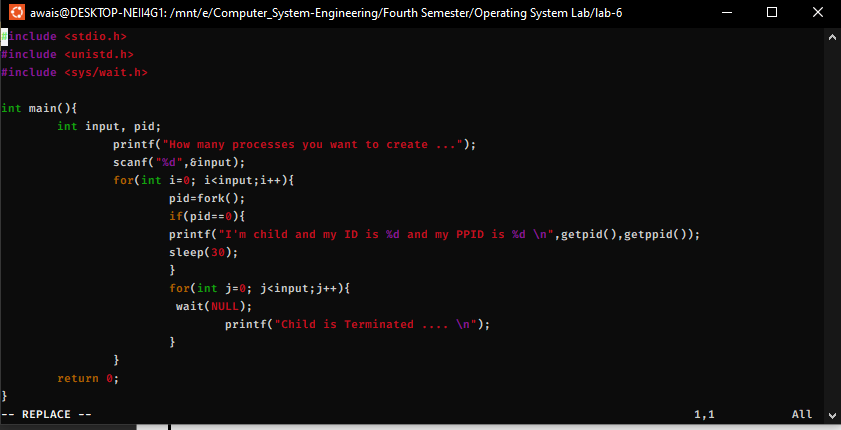 awais@DESKTOP-NEII4G1: /mnt/e/Computer_System-Engineering/Fourth Semester/Operating System Lab/lab-6
#include <stdio.h>
#include <unistd.h>
#include <sys/wait.h>

int main(){
        int input, pid;
                printf("How many processes you want to create ...");
                scanf("%d",&input);
                for(int i=0; i<input;i++){
                        pid=fork();
                        if(pid==0){
                        printf("I'm child and my ID is %d and my PPID is %d \n",getpid(),getppid());
                        sleep(30);
                        }
                        for(int j=0; j<input;j++){
                         wait(NULL);
                                printf("Child is Terminated .... \n");
                        }
                }
        return 0;
}
-- REPLACE --                                                                 1,1           All